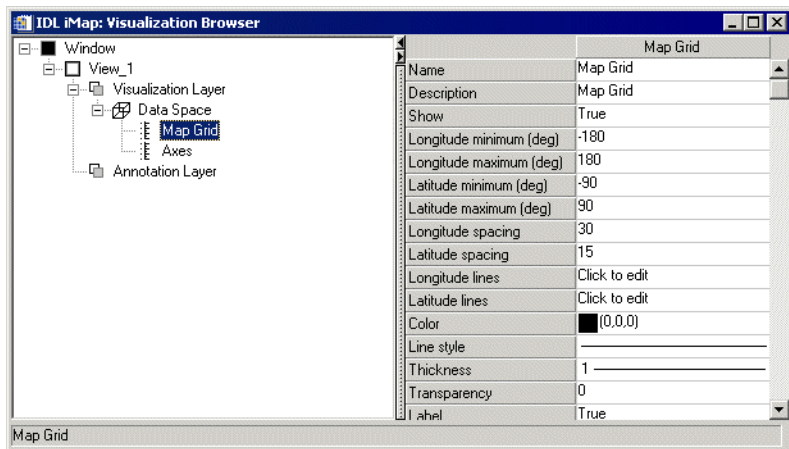 IDL iMap: Visualization Browser
Window
View_1
Visualization Layer
Data Space
Map Grid
Axes
Annotation Layer
Map Grid
Name Map Grid
Description Map Grid
Show True
Longitude minimum (deg) -180
Longitude maximum (deg) 180
Latitude minimum (deg) -90
Latitude maximum (deg) 90
Longitude spacing 30
Latitude spacing 15
Longitude lines Click to edit
Latitude lines Click to edit
Color (0,0,0)
Line style
Thickness 1
Transparency 0
Label True
Map Grid